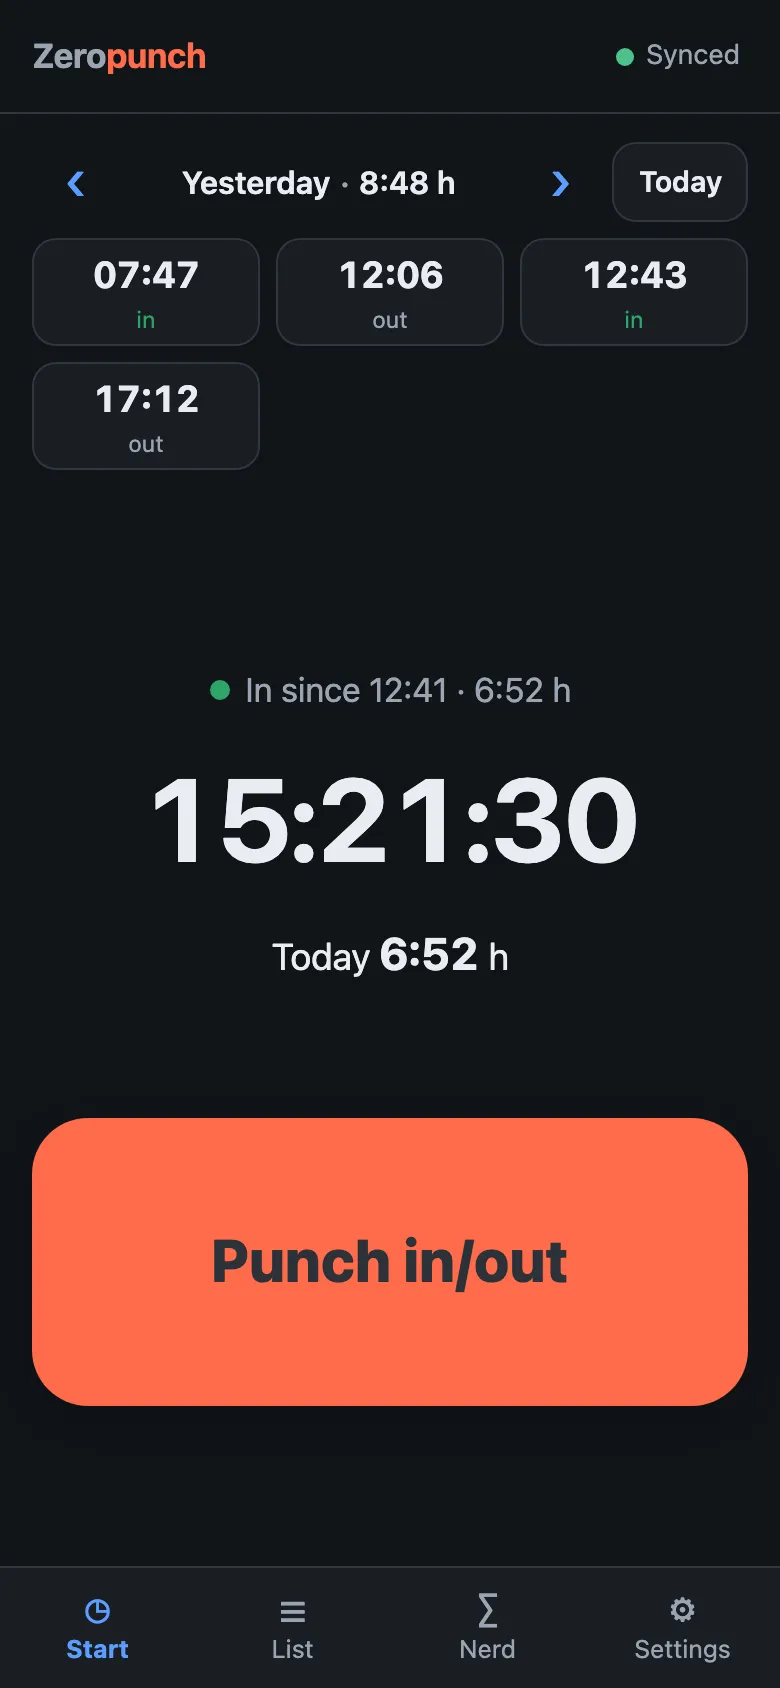 Zeropunch
Synced
Yesterday · 8:48 h
Today
07:47
in
12:06
out
12:43
in
17:12
out
In since 12:41 · 6:52 h
15:21:30
Today 6:52 h
Punch in/out
Start
List
Nerd
Settings